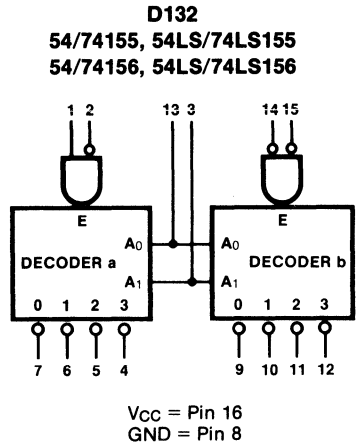 D132
54/74155, 54LS/74LS155
54/74156, 54LS/74LS156
1 2 13 3 14 15
E E
A0 A0
DECODER a DECODER b
A1 A1
0 1 2 3 0 1 2 3
7 6 5 4 9 10 11 12
VCC = Pin 16
GND = Pin 8